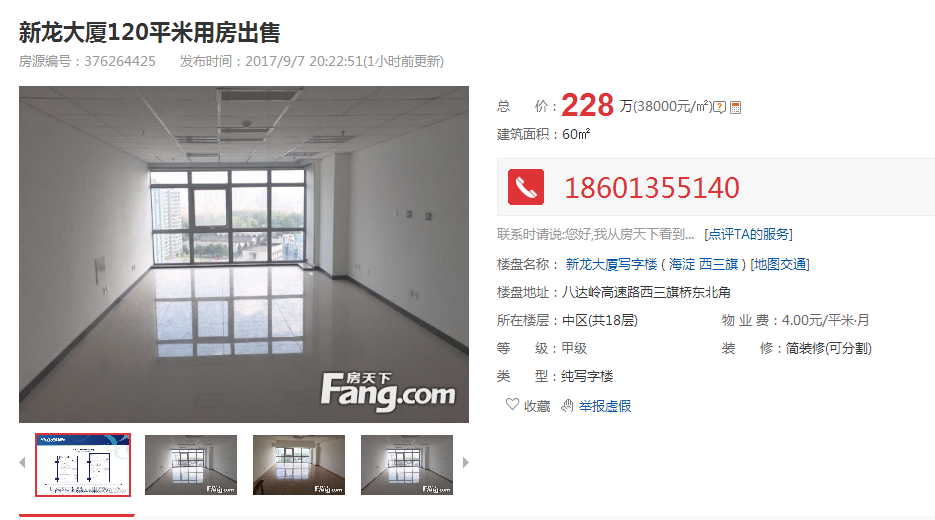 新龙大厦120平米用房出售
房源编号：376264425 发布时间：2017/9/7 20:22:51(1小时前更新)
总 价：228 万(38000元/㎡)
建筑面积：60㎡
18601355140
联系时请说:您好,我从房天下看到... [点评TA的服务]
楼盘名称： 新龙大厦写字楼 ( 海淀 西三旗 ) [地图交通]
楼盘地址：八达岭高速路西三旗桥东北角
所在楼层：中区(共18层) 物 业 费：4.00元/平米·月
等 级：甲级 装 修：简装修(可分割)
类 型：纯写字楼
收藏 举报虚假
房天下
Fang.com
Fang.com
Fang.com
Fang.com